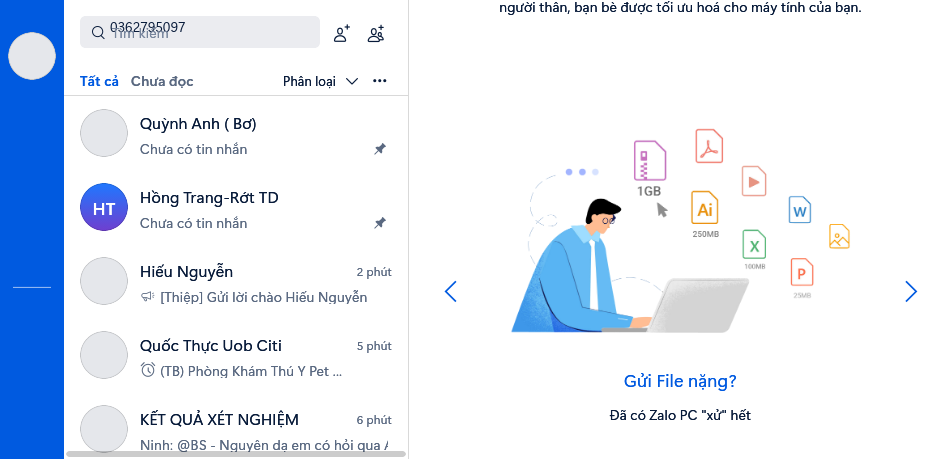 người thân, bạn bè được tối ưu hoá cho máy tính của bạn.
0362795097
Tìm kiếm
Tất cả Chưa đọc Phân loại
Quỳnh Anh ( Bơ)
Chưa có tin nhắn
HT
Hồng Trang-Rớt TD
Chưa có tin nhắn
Hiếu Nguyễn 2 phút
[Thiệp] Gửi lời chào Hiếu Nguyễn
Quốc Thực Uob Citi 5 phút
(TB) Phòng Khám Thú Y Pet ...
KẾT QUẢ XÉT NGHIỆM 6 phút
Ninh: @BS - Nguyên dạ em có hỏi qua
1GB
Ai
250MB
W
X
100MB
P
25MB
Gửi File nặng?
Đã có Zalo PC "xử" hết